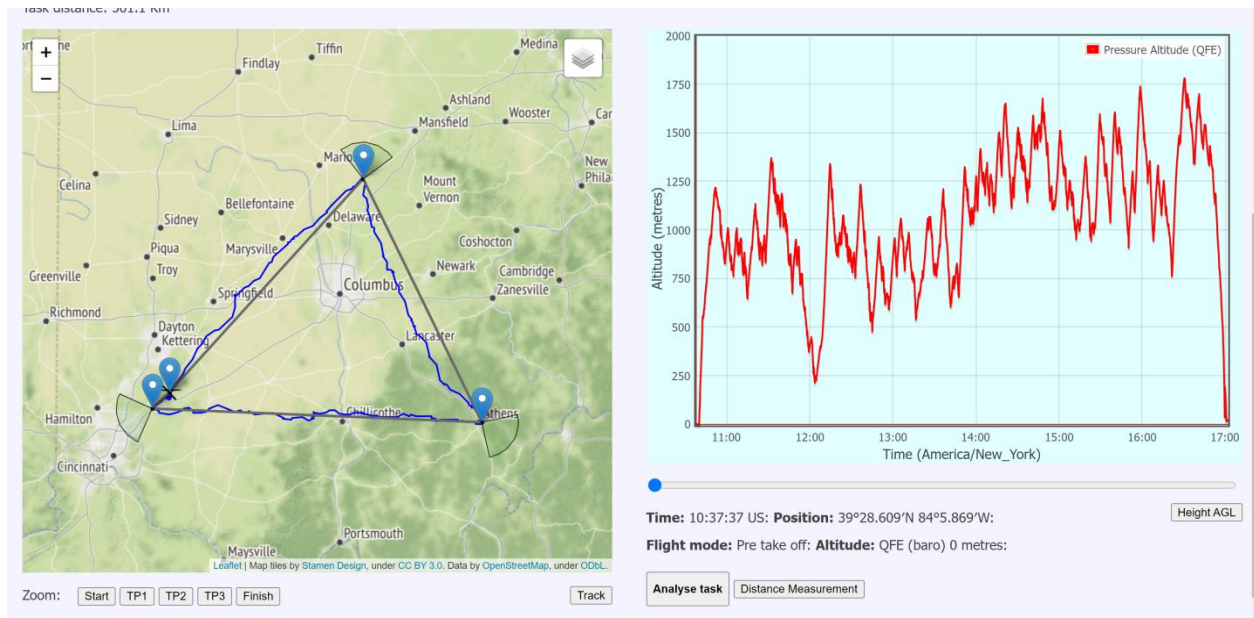 Task distance: 501.1 Km
+
−
Tiffin
Medina
Findlay
Ashland
Wooster
Mansfield
Lima
New
Celina
Mount
Vernon
Bellefontaine
Delaware
Sidney
Coshocton
Piqua
Marysville
Troy
Newark
Cambridge
Greenville
Springfield
Columbus
Zanesville
Richmond
Dayton
Kettering
Lancaster
Hamilton
Chillicothe
Athens
Cincinnati
Portsmouth
Maysville
Leaflet | Map tiles by Stamen Design, under CC BY 3.0. Data by OpenStreetMap, under ODbL.
Zoom: Start TP1 TP2 TP3 Finish Track
Pressure Altitude (QFE)
2000
1750
1500
1250
1000
750
500
250
0
Altitude (metres)
11:00 12:00 13:00 14:00 15:00 16:00 17:00
Time (America/New_York)
Time: 10:37:37 US: Position: 39°28.609′N 84°5.869′W:
Height AGL
Flight mode: Pre take off: Altitude: QFE (baro) 0 metres:
Analyse task Distance Measurement